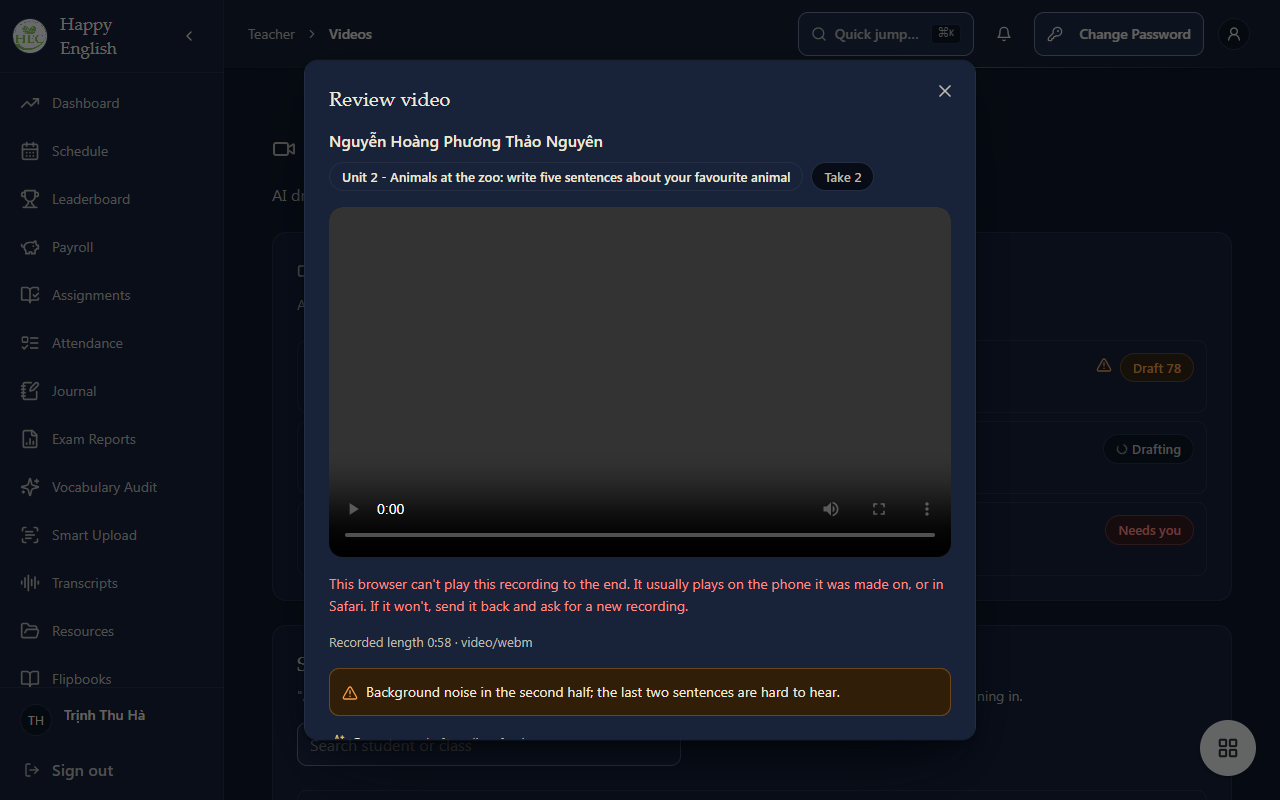 Happy
English
HEC
Teacher > Videos
Quick jump...
⌘K
Change Password
Dashboard
Schedule
Leaderboard
Payroll
Assignments
Attendance
Journal
Exam Reports
Vocabulary Audit
Smart Upload
Transcripts
Resources
Flipbooks
TH
Trịnh Thu Hà
Sign out
Review video
Nguyễn Hoàng Phương Thảo Nguyên
Unit 2 - Animals at the zoo: write five sentences about your favourite animal
Take 2
0:00
This browser can't play this recording to the end. It usually plays on the phone it was made on, or in
Safari. If it won't, send it back and ask for a new recording.
Recorded length 0:58 · video/webm
Background noise in the second half; the last two sentences are hard to hear.
AI
Draft 78
Drafting
Needs you
ning in.
Search student or class